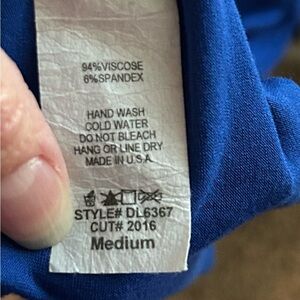 94%VISCOSE
6%SPANDEX
HAND WASH
COLD WATER
DO NOT BLEACH
HANG OR LINE DRY
MADE IN U.S.A
STYLE# DL6367
CUT# 2016
Medium